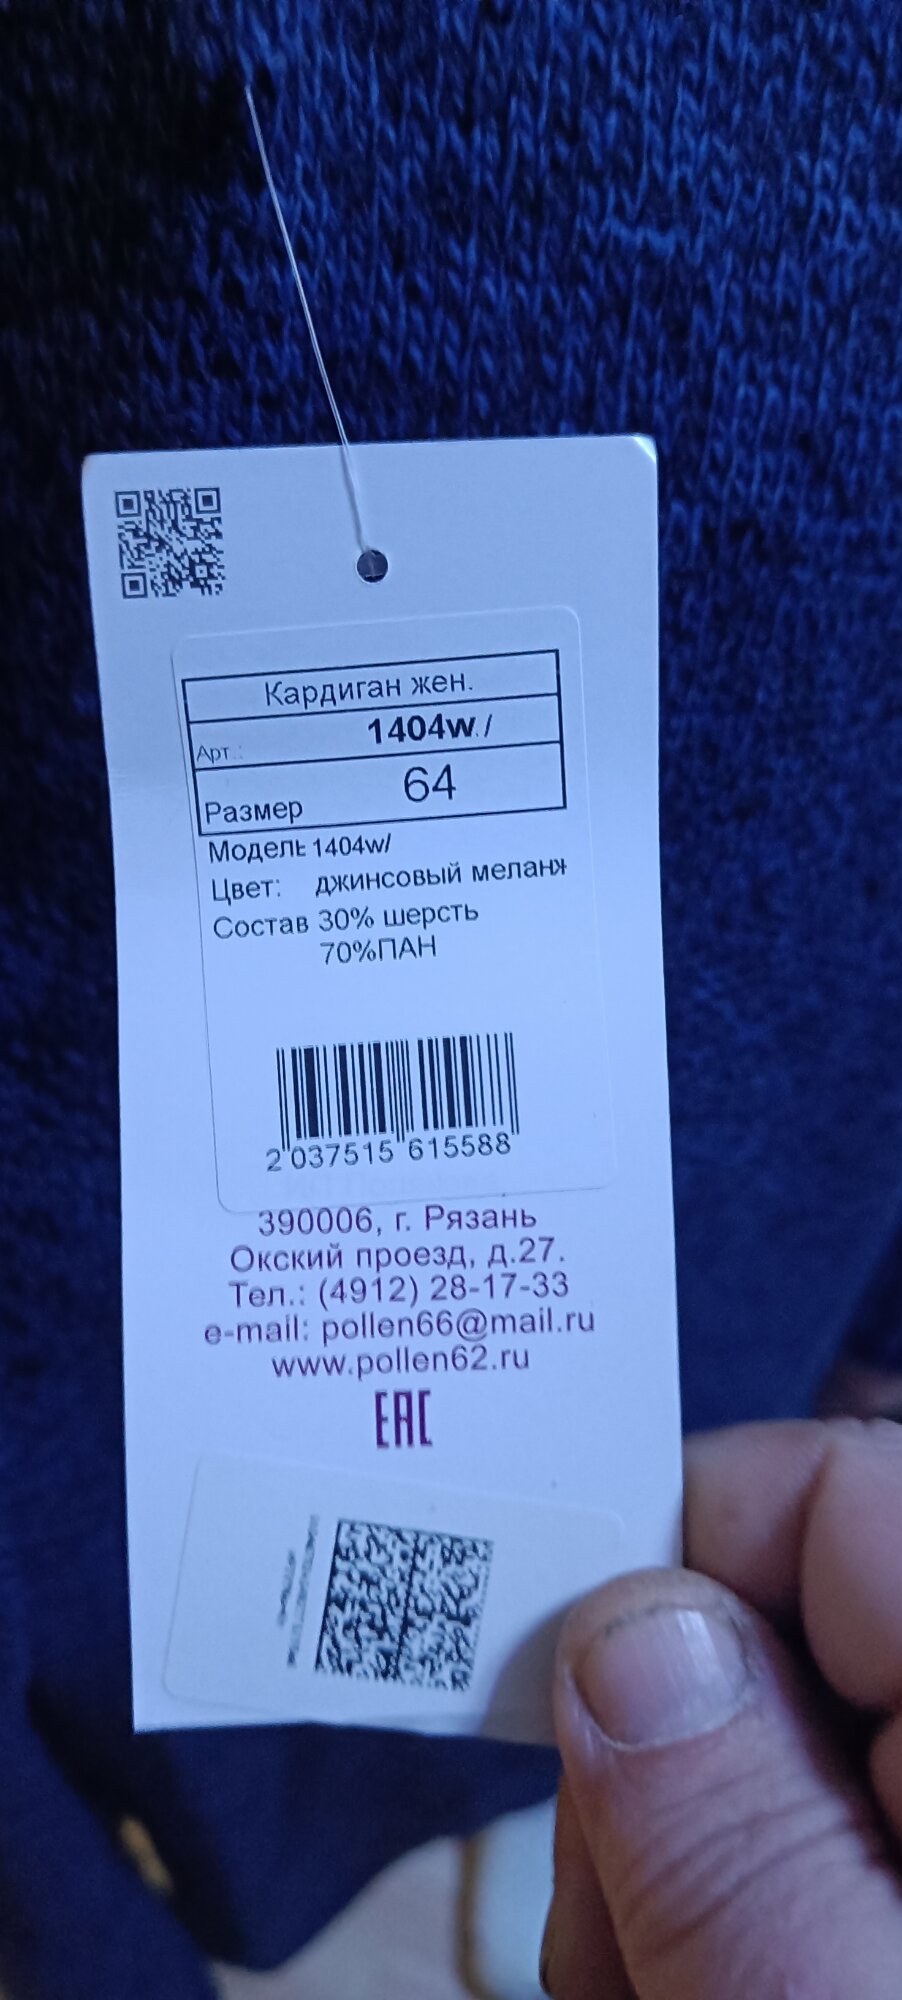 Кардиган жен.
Арт.: 1404w./
Размер 64
Модель 1404w/
Цвет: джинсовый меланж
Состав 30% шерсть
70%ПАН
2 037515 615588
390006, г. Рязань
Окский проезд, д.27.
Тел.: (4912) 28-17-33
e-mail: pollen66@mail.ru
www.pollen62.ru
EAC